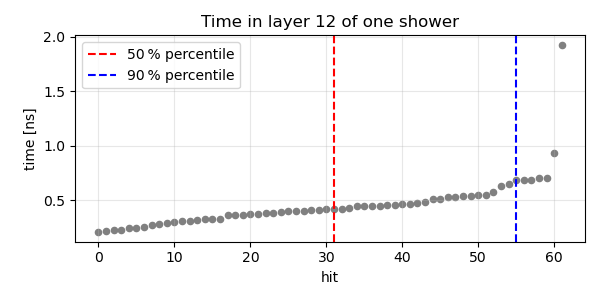 Time in layer 12 of one shower
50 % percentile
90 % percentile
time [ns]
2.0
1.5
1.0
0.5
0 10 20 30 40 50 60
hit